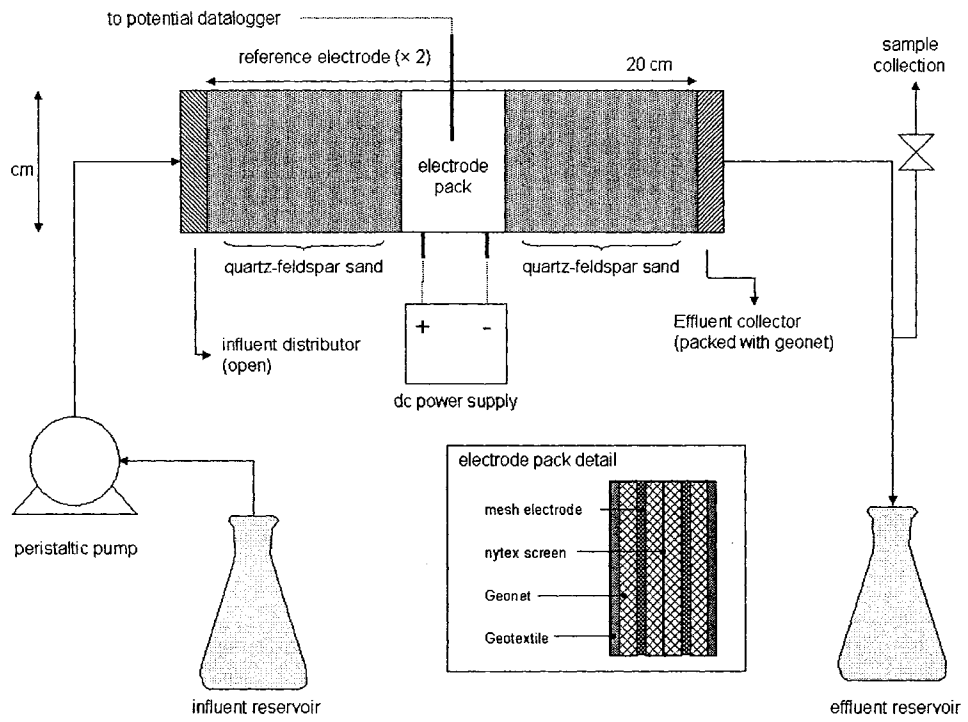 to potential datalogger
reference electrode (× 2)
20 cm
sample
collection
cm
electrode
pack
quartz-feldspar sand
quartz-feldspar sand
+ -
influent distributor
(open)
Effluent collector
(packed with geonet)
dc power supply
electrode pack detail
mesh electrode
nytex screen
Geonet
Geotextile
peristaltic pump
influent reservoir
effluent reservoir